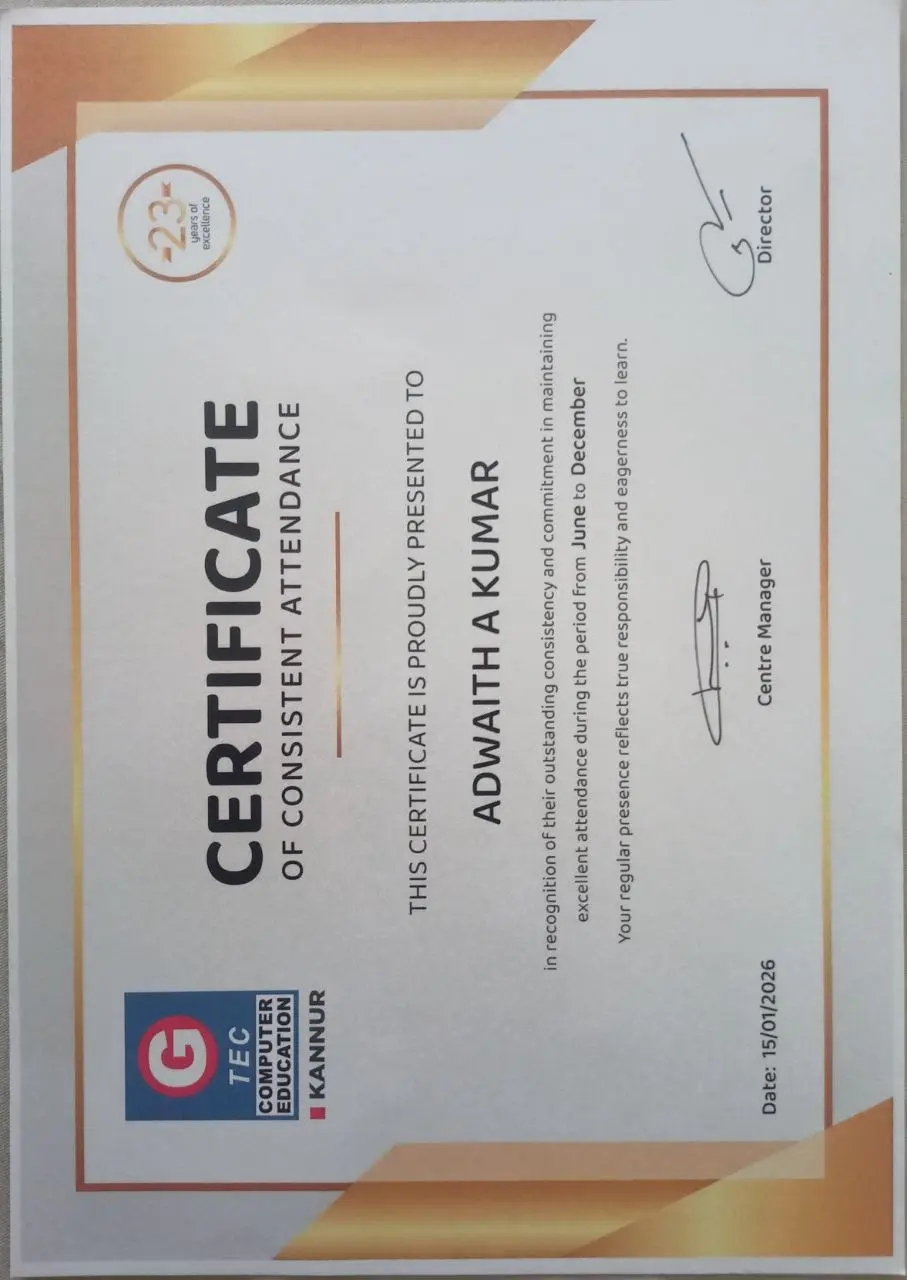 G
TEC
COMPUTER
EDUCATION
KANNUR
23
years of
excellence
CERTIFICATE
OF CONSISTENT ATTENDANCE
THIS CERTIFICATE IS PROUDLY PRESENTED TO
ADWAITH A KUMAR
in recognition of their outstanding consistency and commitment in maintaining
excellent attendance during the period from June to December
Your regular presence reflects true responsibility and eagerness to learn.
Date: 15/01/2026
Centre Manager
Director